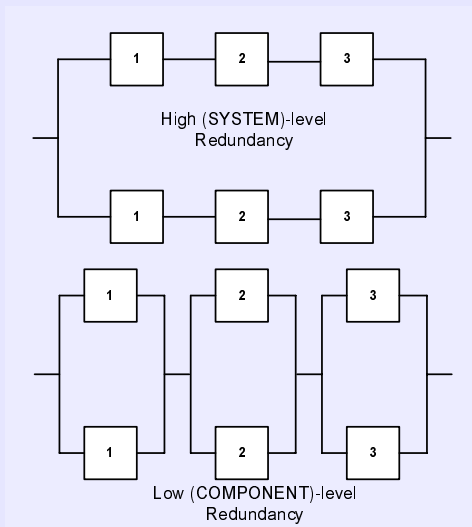 1 2 3
High (SYSTEM)-level
Redundancy
1 2 3
1 2 3
1 2 3
Low (COMPONENT)-level
Redundancy